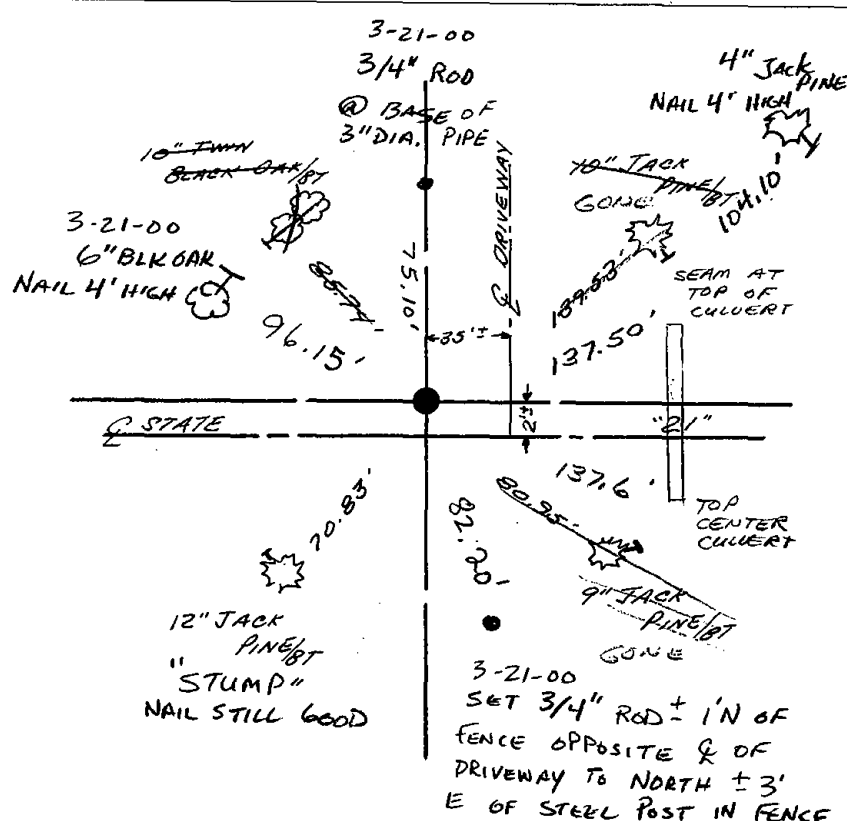 3-21-00
3/4" ROD
@ BASE OF
3" DIA. PIPE
10" TWIN
BLACK OAK/BT
3-21-00
6" BLK OAK
NAIL 4' HIGH
85.71'
96.15'
75.10'
℄ DRIVEWAY
35'±
4" JACK
PINE
NAIL 4' HIGH
104.10'
10" JACK
PINE/BT
GONE
139.53'
137.50'
SEAM AT
TOP OF
CULVERT
℄ STATE
2'±
"21"
70.83'
12" JACK
PINE/BT
"STUMP"
NAIL STILL GOOD
82.20'
80.95'
137.6'
TOP
CENTER
CULVERT
9" JACK
PINE/BT
GONE
3-21-00
SET 3/4" ROD ± 1'N OF
FENCE OPPOSITE ℄ OF
DRIVEWAY TO NORTH ± 3'
E OF STEEL POST IN FENCE